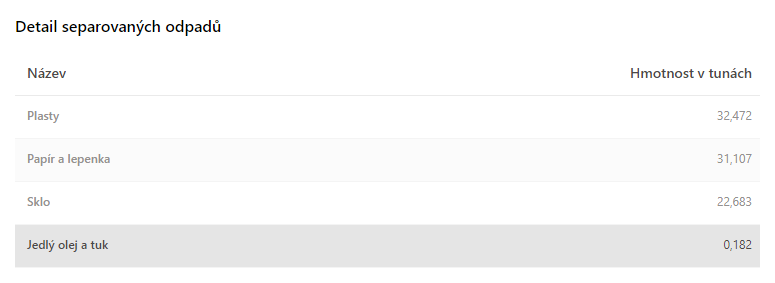 Detail separovaných odpadů
Název Hmotnost v tunách
Plasty 32,472
Papír a lepenka 31,107
Sklo 22,683
Jedlý olej a tuk 0,182